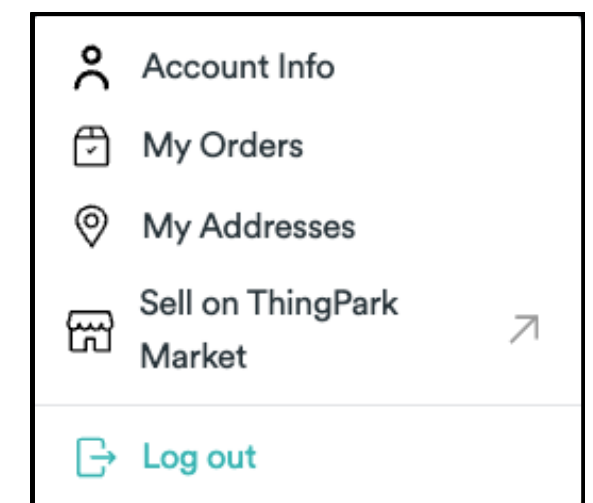 Account Info
My Orders
My Addresses
Sell on ThingPark
Market
Log out